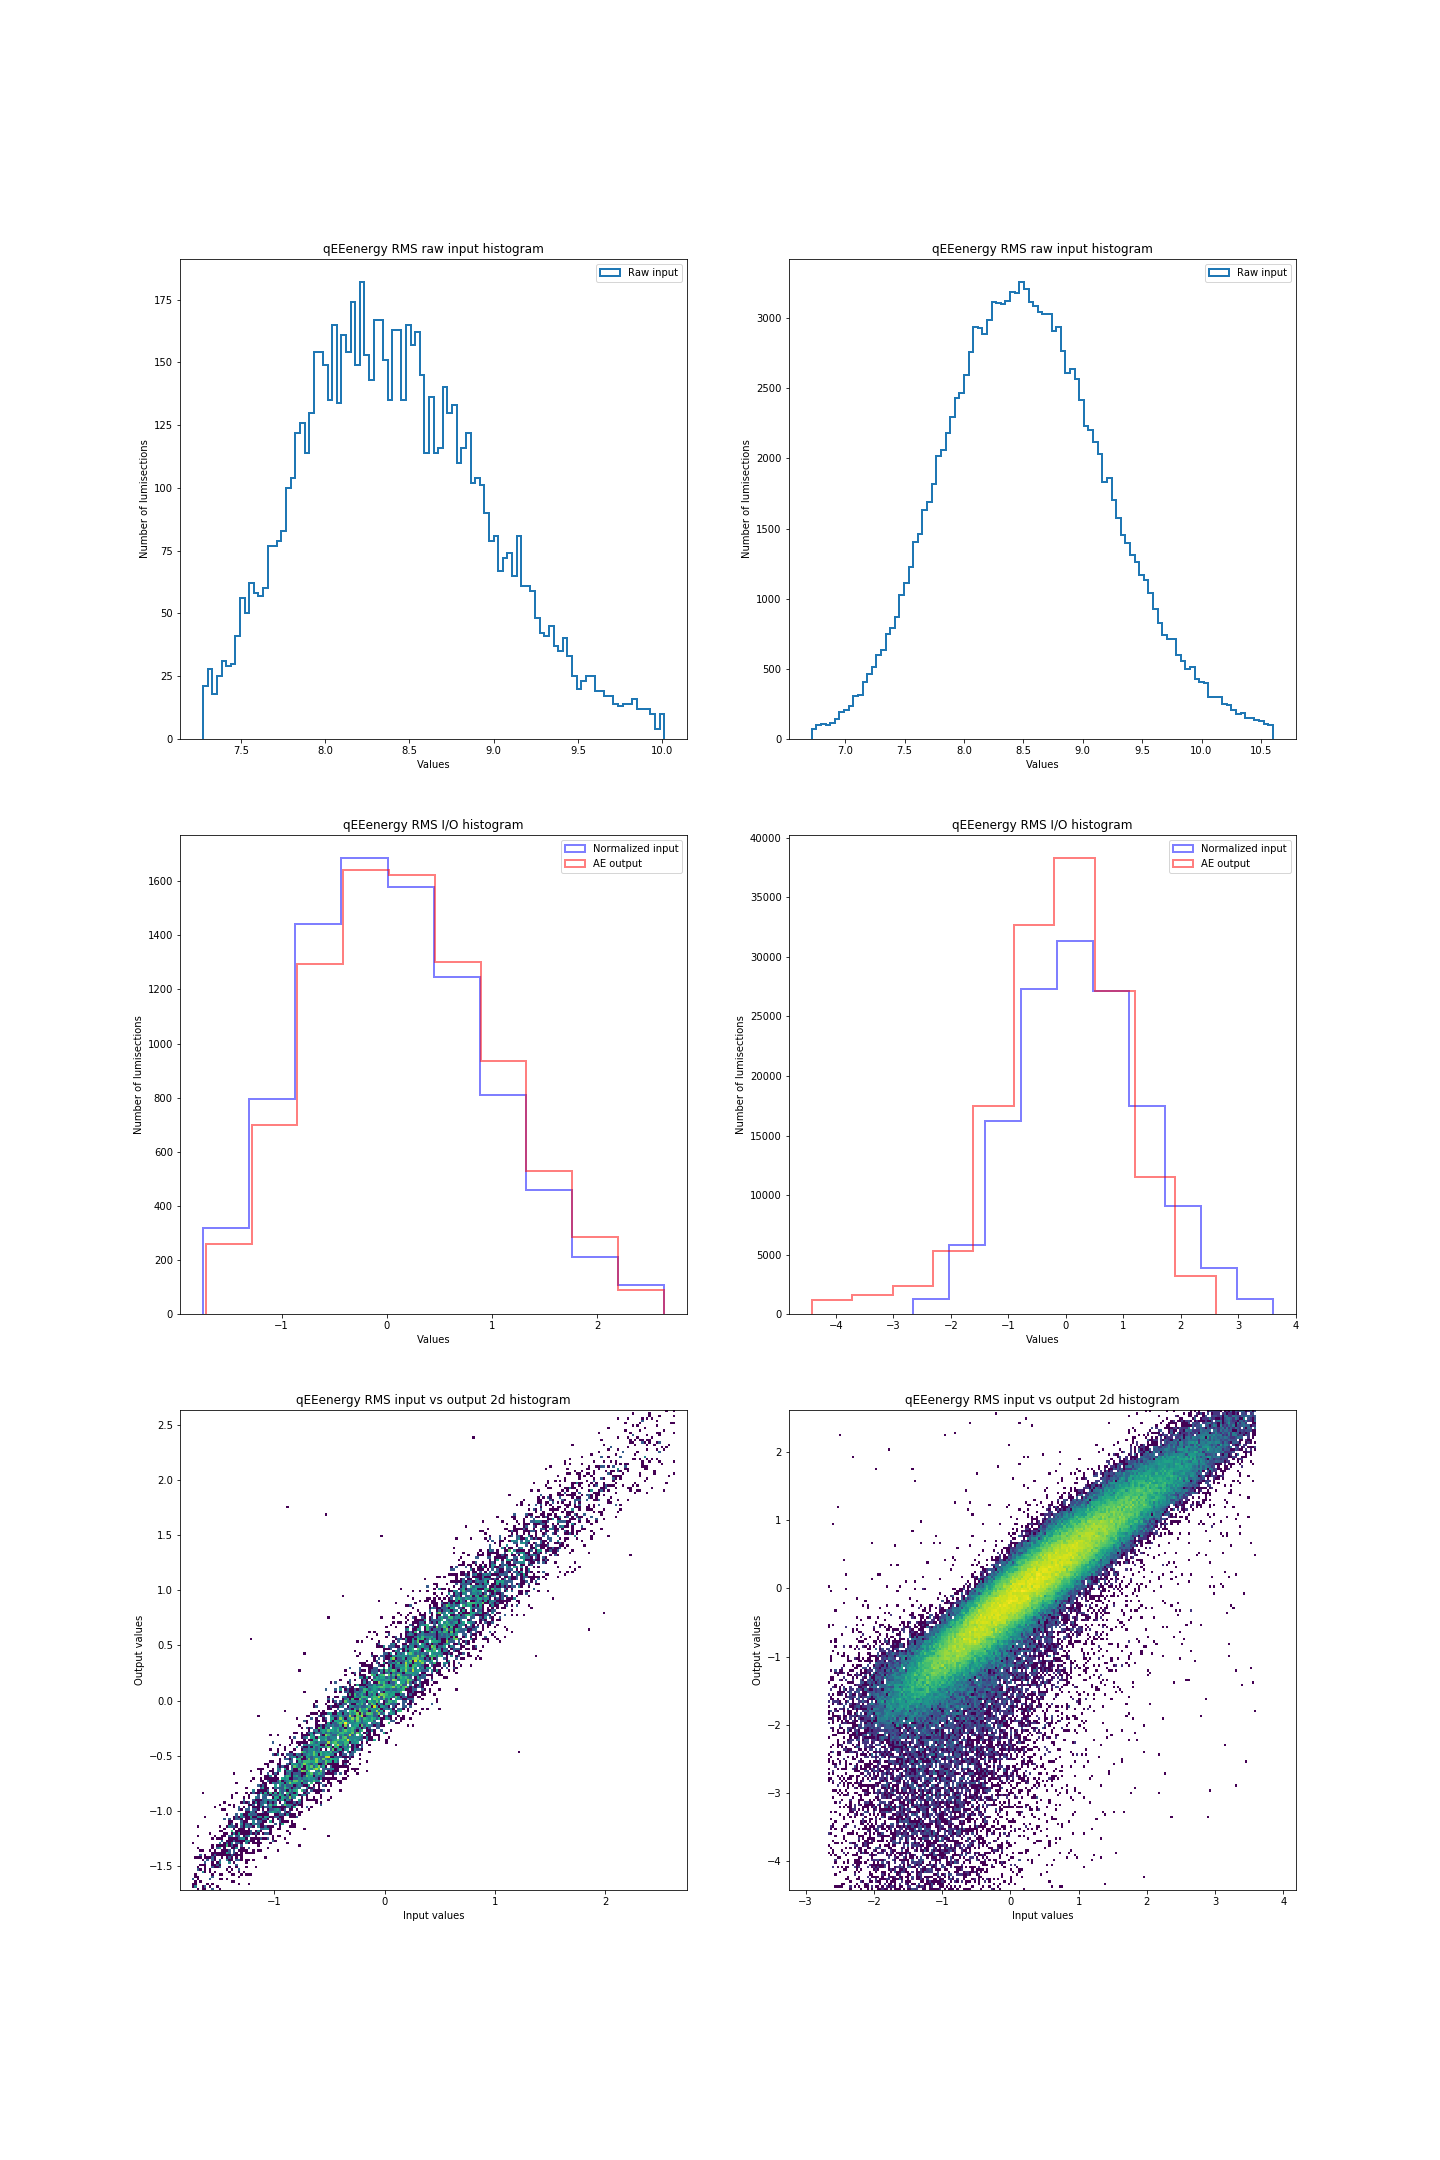 qEEenergy RMS raw input histogram
Raw input
175
150
125
100
75
50
25
0
Number of lumisections
7.5 8.0 8.5 9.0 9.5 10.0
Values
qEEenergy RMS raw input histogram
Raw input
3000
2500
2000
1500
1000
500
0
Number of lumisections
7.0 7.5 8.0 8.5 9.0 9.5 10.0 10.5
Values
qEEenergy RMS I/O histogram
Normalized input
AE output
1600
1400
1200
1000
800
600
400
200
0
Number of lumisections
−1 0 1 2
Values
qEEenergy RMS I/O histogram
Normalized input
AE output
40000
35000
30000
25000
20000
15000
10000
5000
0
Number of lumisections
−4 −3 −2 −1 0 1 2 3 4
Values
qEEenergy RMS input vs output 2d histogram
2.5
2.0
1.5
1.0
0.5
0.0
−0.5
−1.0
−1.5
Output values
−1 0 1 2
Input values
qEEenergy RMS input vs output 2d histogram
2
1
0
−1
−2
−3
−4
Output values
−3 −2 −1 0 1 2 3 4
Input values